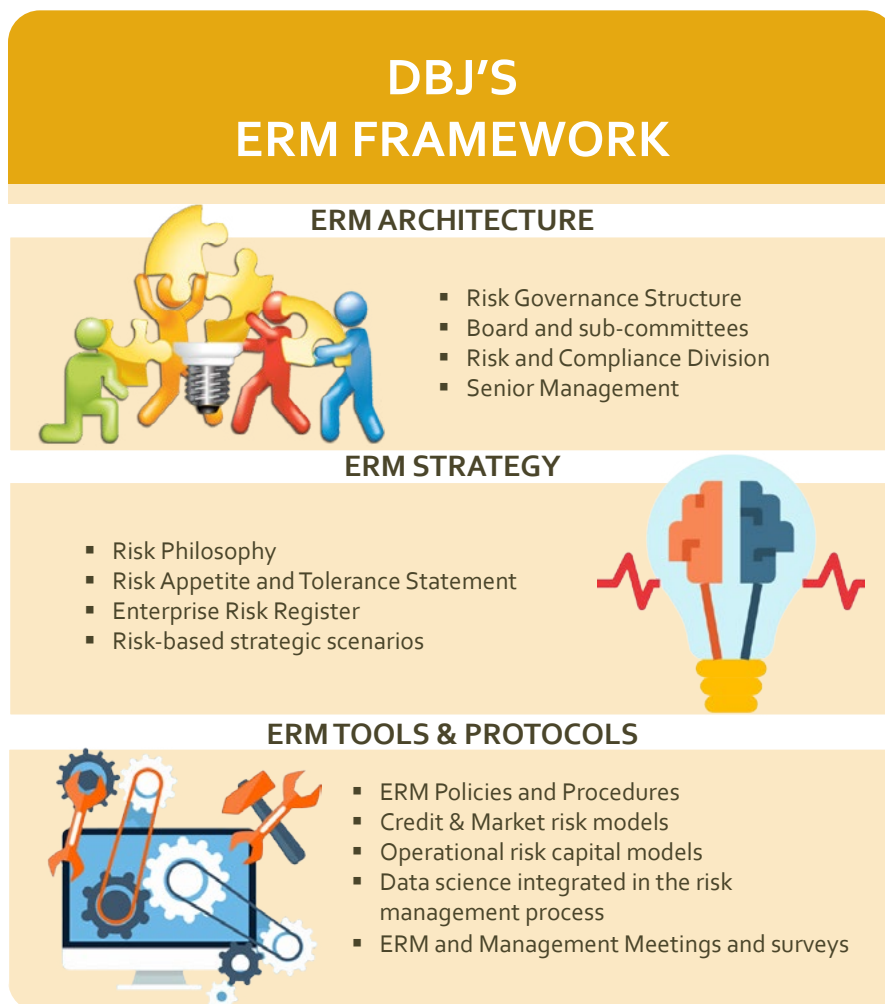 DBJ'S
ERM FRAMEWORK
ERM ARCHITECTURE
▪ Risk Governance Structure
▪ Board and sub-committees
▪ Risk and Compliance Division
▪ Senior Management
ERM STRATEGY
▪ Risk Philosophy
▪ Risk Appetite and Tolerance Statement
▪ Enterprise Risk Register
▪ Risk-based strategic scenarios
ERM TOOLS & PROTOCOLS
▪ ERM Policies and Procedures
▪ Credit & Market risk models
▪ Operational risk capital models
▪ Data science integrated in the risk
management process
▪ ERM and Management Meetings and surveys